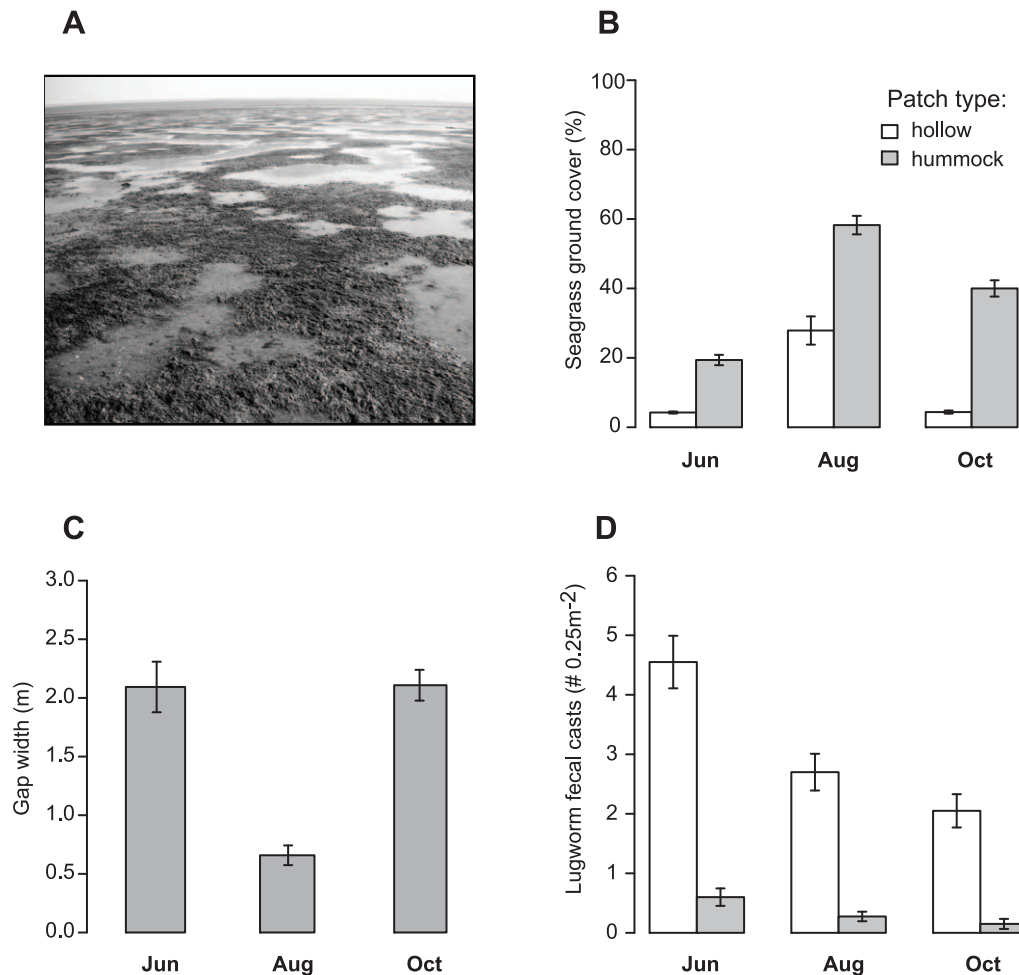 A
B
Seagrass ground cover (%)
100
80
60
40
20
0
Patch type:
hollow
hummock
Jun
Aug
Oct
C
Gap width (m)
3.0
2.5
2.0
1.5
1.0
0.5
0.0
Jun
Aug
Oct
D
Lugworm fecal casts (# 0.25m-2)
6
5
4
3
2
1
0
Jun
Aug
Oct